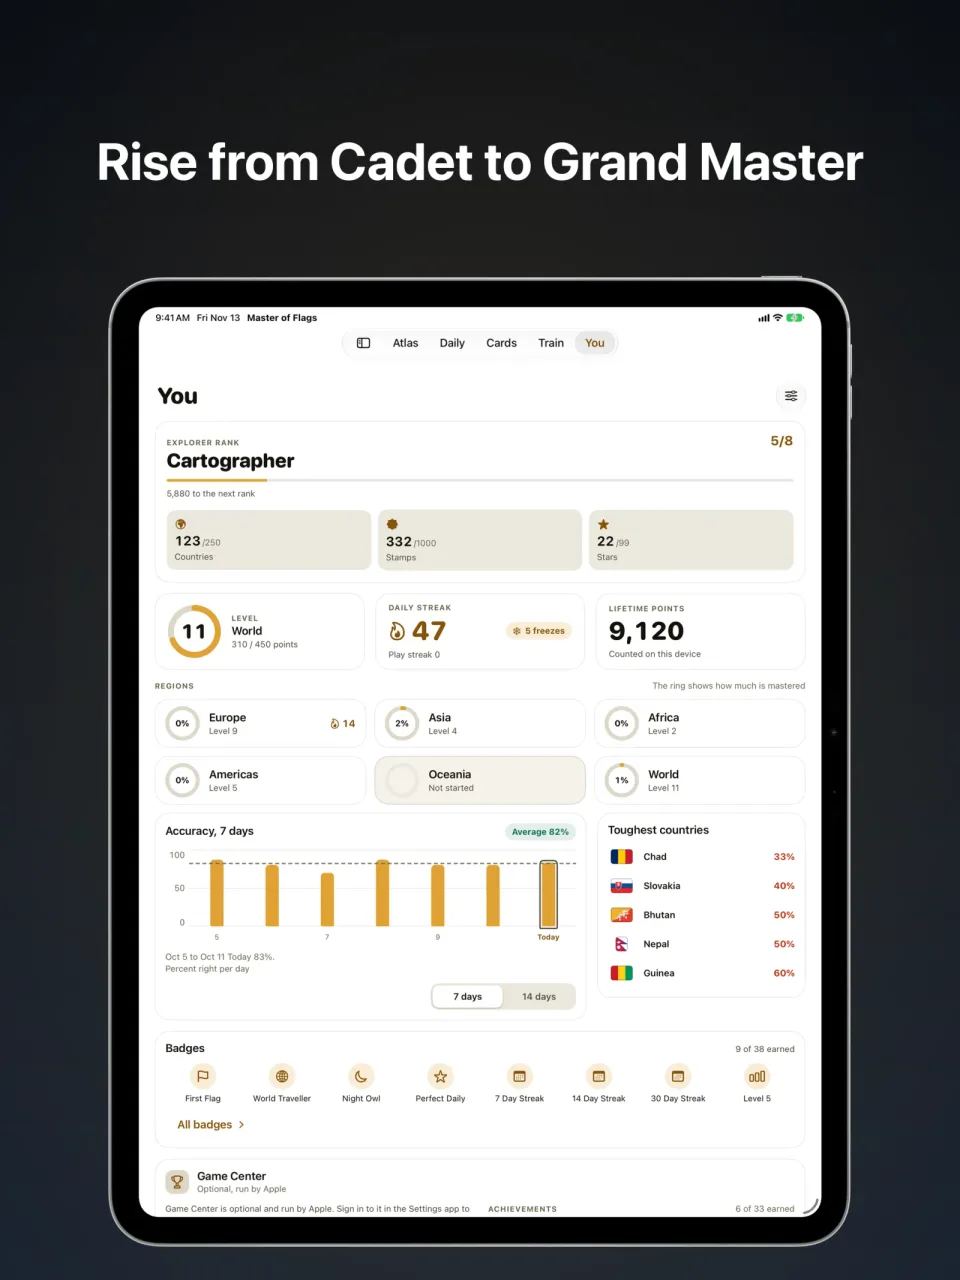 Rise from Cadet to Grand Master
9:41 AM Fri Nov 13 Master of Flags
Atlas Daily Cards Train You
You
EXPLORER RANK
5/8
Cartographer
5,880 to the next rank
123 /250
Countries
332 /1000
Stamps
22 /99
Stars
11
LEVEL
World
310 / 450 points
DAILY STREAK
47
5 freezes
Play streak 0
LIFETIME POINTS
9,120
Counted on this device
REGIONS
The ring shows how much is mastered
0%
Europe
Level 9
14
2%
Asia
Level 4
0%
Africa
Level 2
0%
Americas
Level 5
Oceania
Not started
1%
World
Level 11
Accuracy, 7 days
Average 82%
100
50
0
5 7 9 Today
Oct 5 to Oct 11 Today 83%.
Percent right per day
7 days 14 days
Toughest countries
Chad 33%
Slovakia 40%
Bhutan 50%
Nepal 50%
Guinea 60%
Badges
9 of 38 earned
First Flag World Traveller Night Owl Perfect Daily 7 Day Streak 14 Day Streak 30 Day Streak Level 5
All badges
Game Center
Optional, run by Apple
Game Center is optional and run by Apple. Sign in to it in the Settings app to
ACHIEVEMENTS
6 of 33 earned